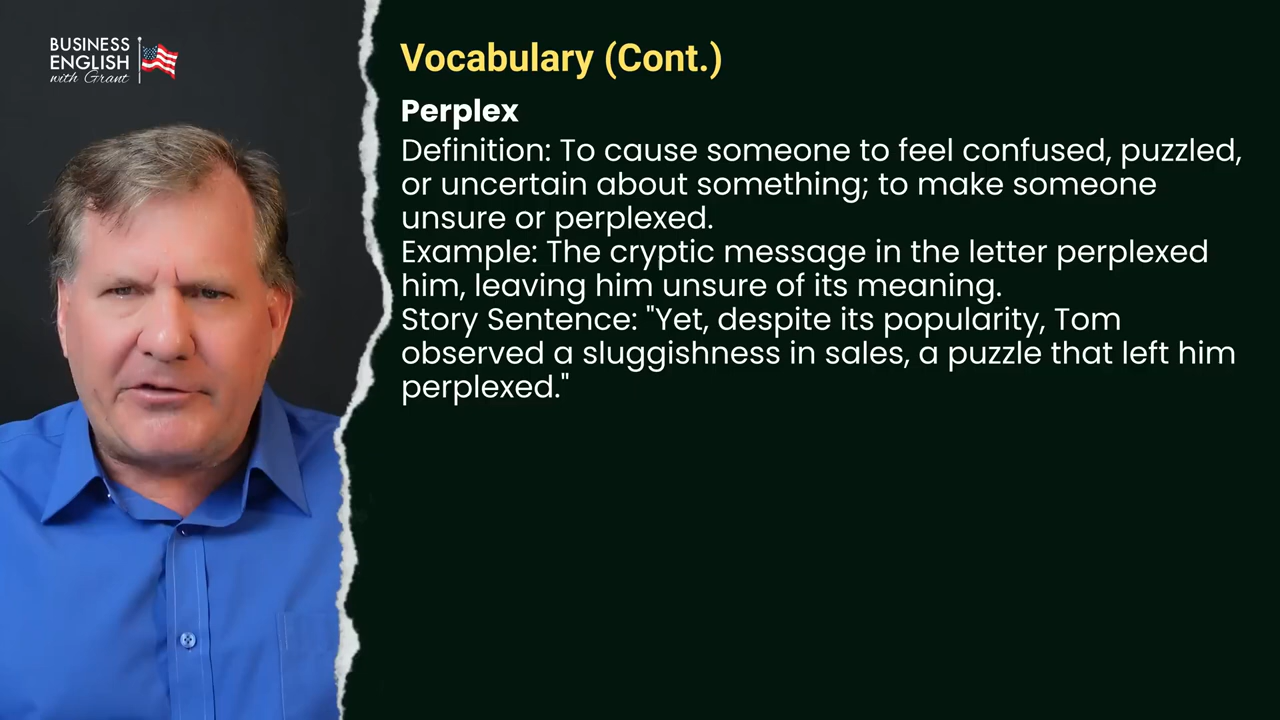 BUSINESS
ENGLISH
with Grant
Vocabulary (Cont.)
Perplex
Definition: To cause someone to feel confused, puzzled,
or uncertain about something; to make someone
unsure or perplexed.
Example: The cryptic message in the letter perplexed
him, leaving him unsure of its meaning.
Story Sentence: "Yet, despite its popularity, Tom
observed a sluggishness in sales, a puzzle that left him
perplexed."